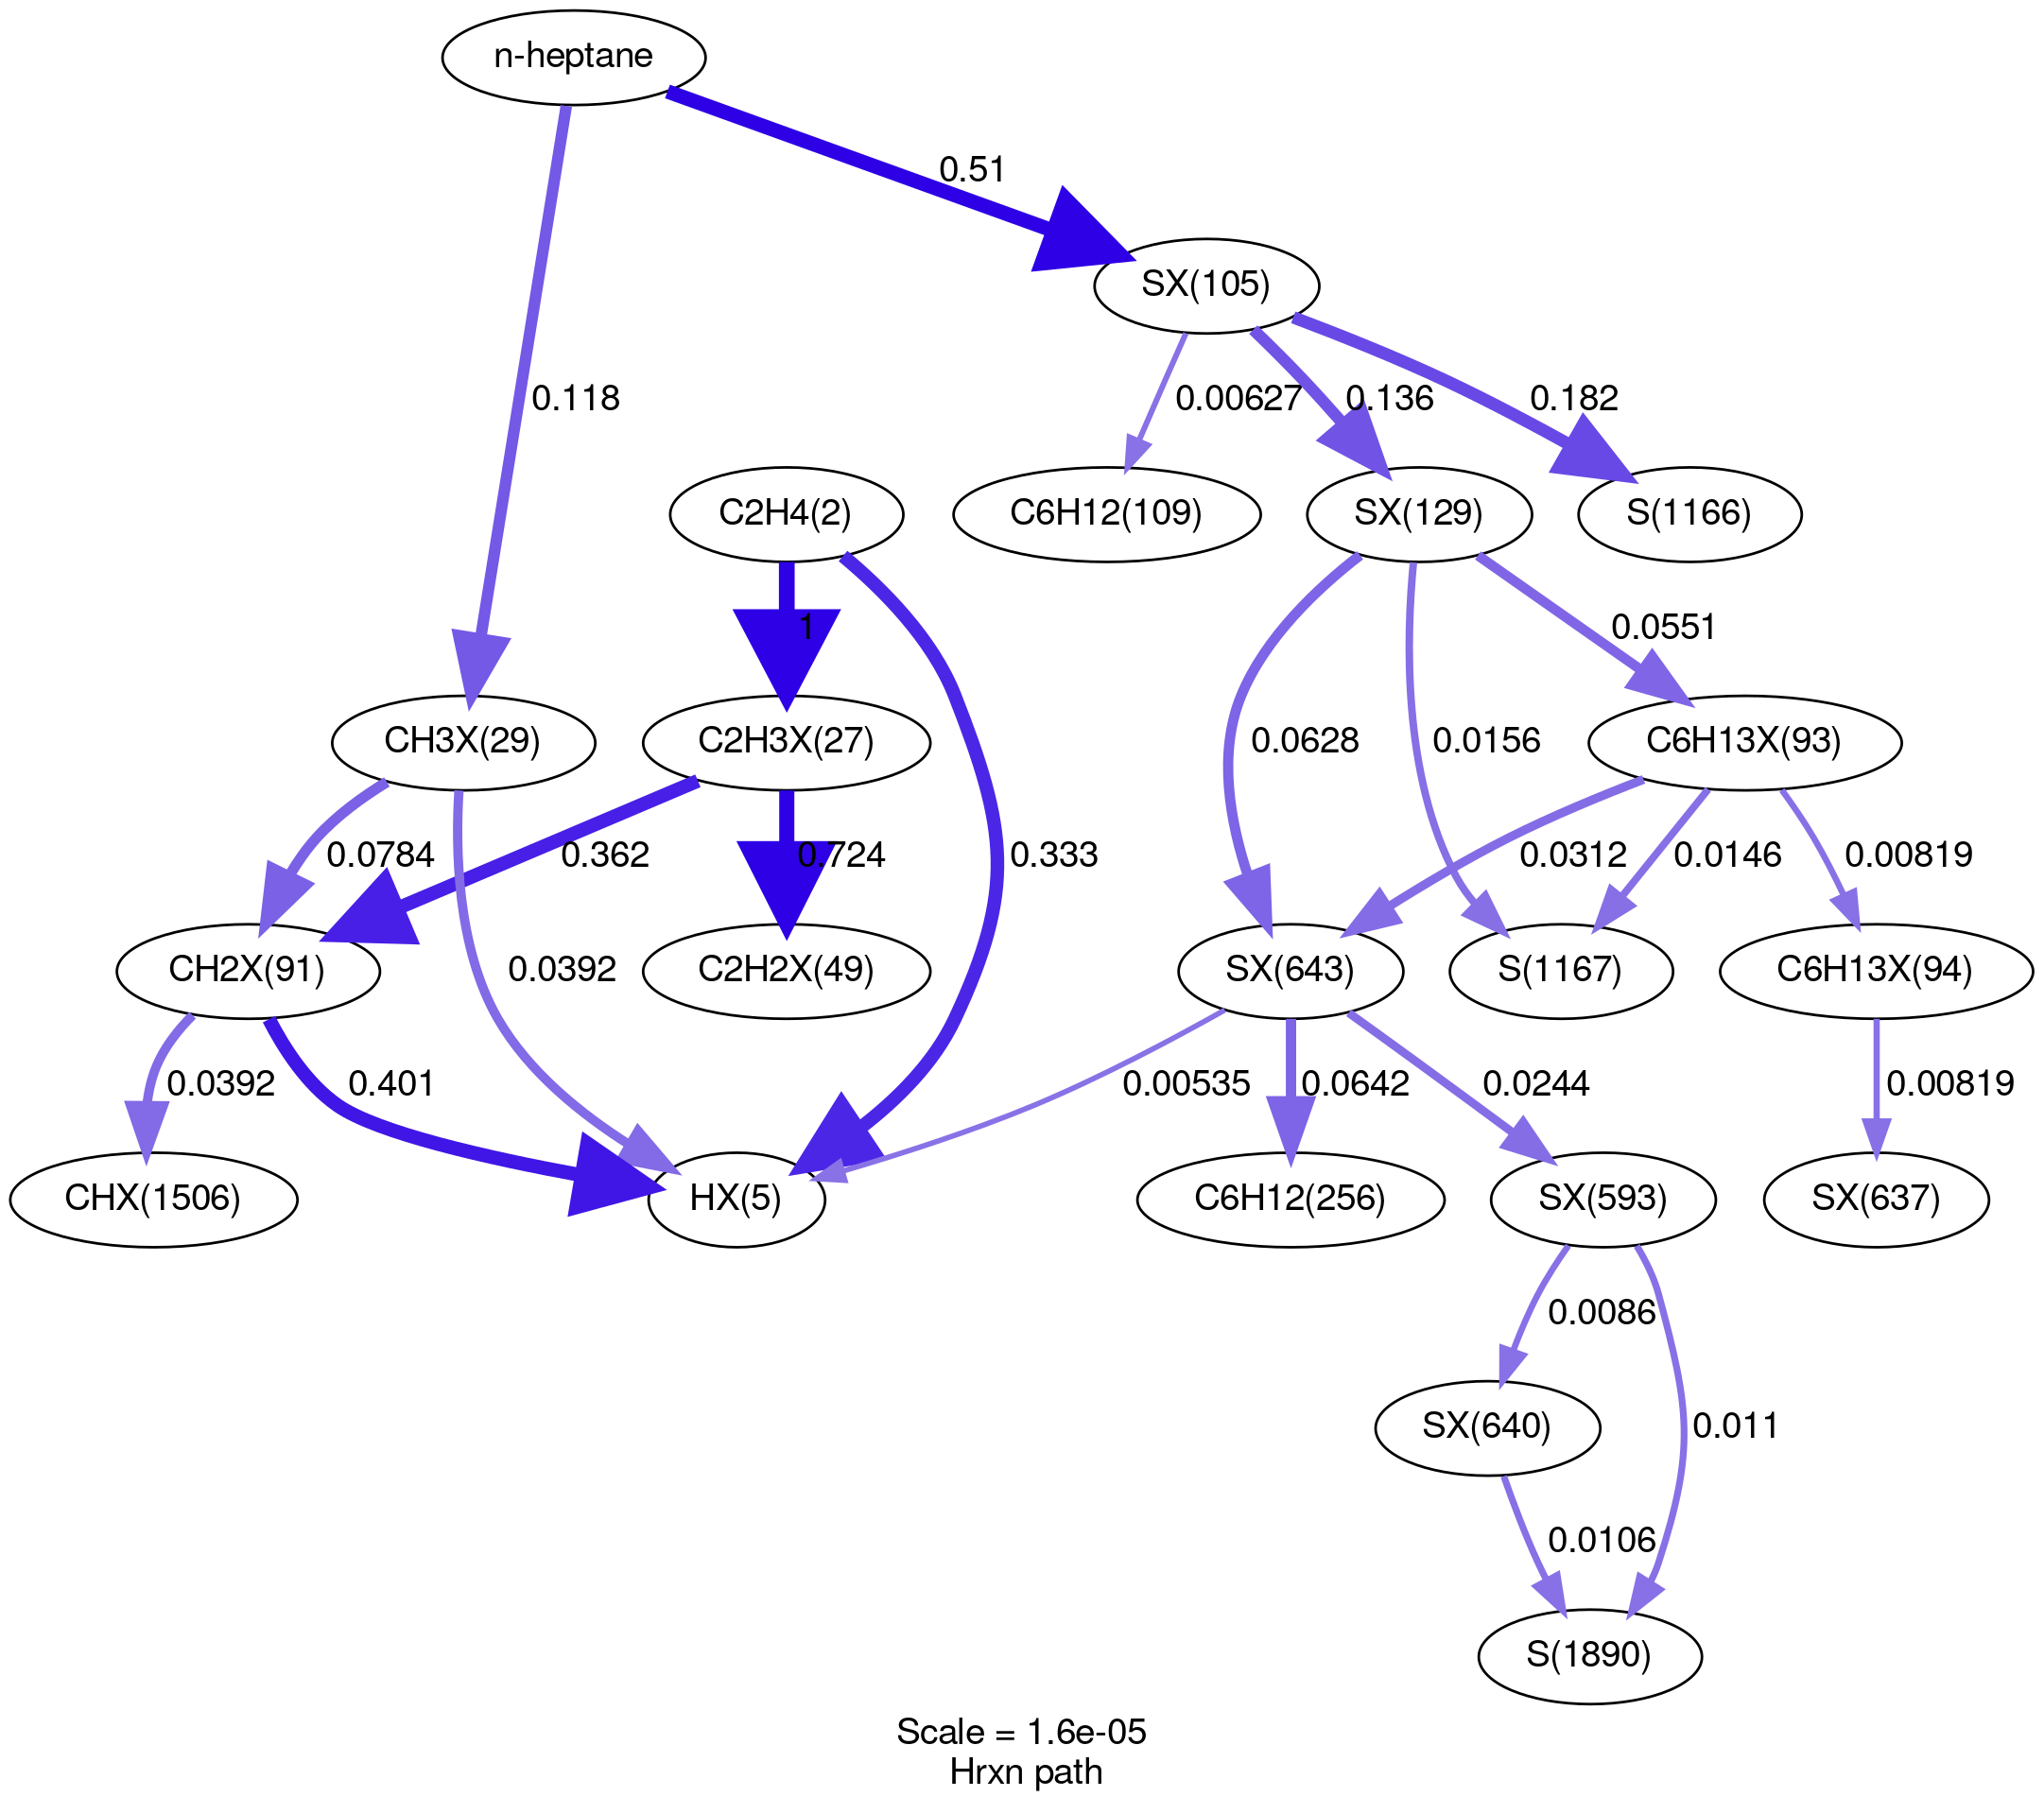 n-heptane
0.51
SX(105)
0.118
0.00627
0.136
0.182
C2H4(2)
C6H12(109)
SX(129)
S(1166)
1
0.0551
CH3X(29)
C2H3X(27)
0.0628
0.0156
C6H13X(93)
0.0784
0.362
0.724
0.333
0.0312
0.0146
0.00819
CH2X(91)
0.0392
C2H2X(49)
SX(643)
S(1167)
C6H13X(94)
0.0392
0.401
0.00535
0.0642
0.0244
0.00819
CHX(1506)
HX(5)
C6H12(256)
SX(593)
SX(637)
0.0086
SX(640)
0.011
0.0106
S(1890)
Scale = 1.6e-05
Hrxn path